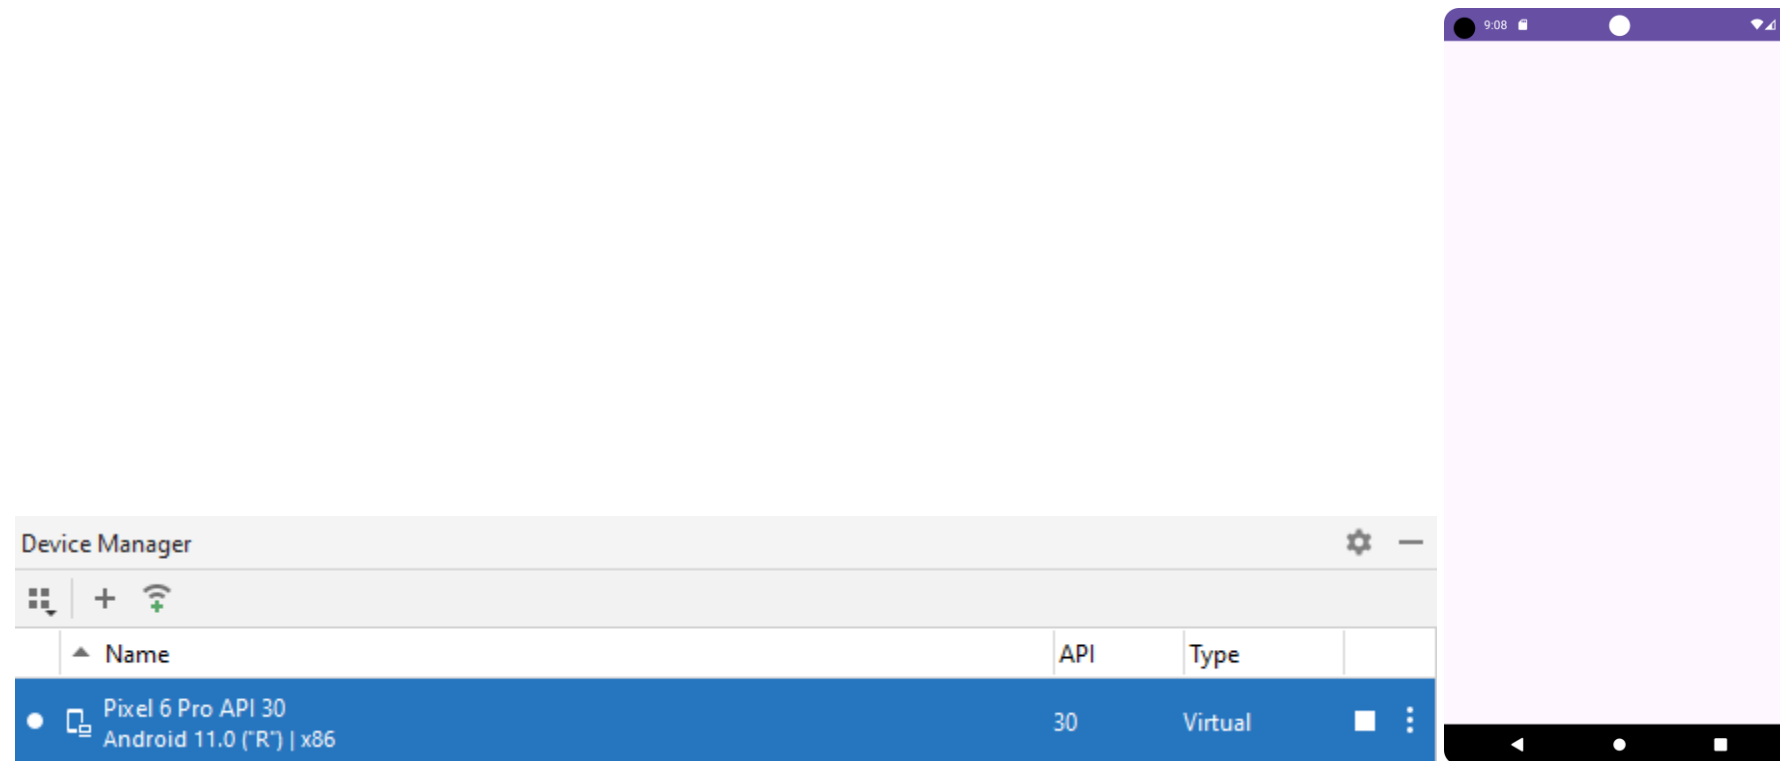 9:08
Device Manager
Name API Type
Pixel 6 Pro API 30
Android 11.0 ("R") | x86
30 Virtual